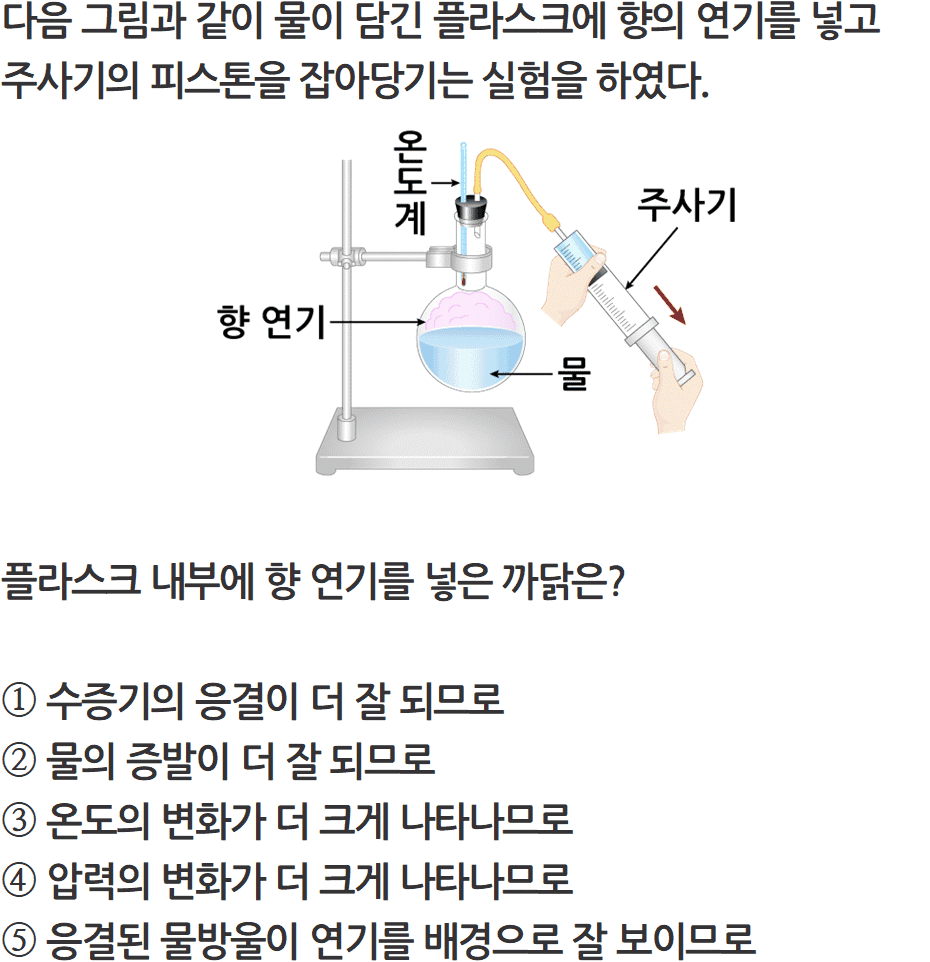 다음 그림과 같이 물이 담긴 플라스크에 향의 연기를 넣고
주사기의 피스톤을 잡아당기는 실험을 하였다.
온도계
주사기
향 연기
물
플라스크 내부에 향 연기를 넣은 까닭은?
① 수증기의 응결이 더 잘 되므로
② 물의 증발이 더 잘 되므로
③ 온도의 변화가 더 크게 나타나므로
④ 압력의 변화가 더 크게 나타나므로
⑤ 응결된 물방울이 연기를 배경으로 잘 보이므로